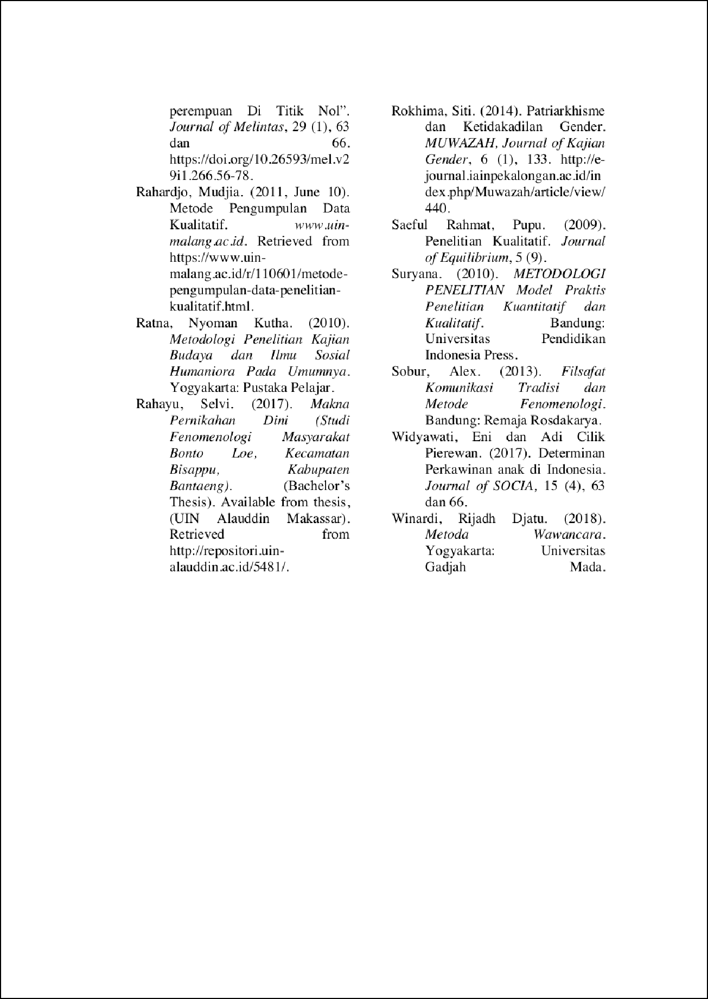 perempuan Di Titik Nol”.
Journal of Melintas, 29 (1), 63
dan 66.
https://doi.org/10.26593/mel.v2
9i1.266.56-78.
Rahardjo, Mudjia. (2011, June 10).
Metode Pengumpulan Data
Kualitatif. www.uin-
malang.ac.id. Retrieved from
https://www.uin-
malang.ac.id/r/110601/metode-
pengumpulan-data-penelitian-
kualitatif.html.
Ratna, Nyoman Kutha. (2010).
Metodologi Penelitian Kajian
Budaya dan Ilmu Sosial
Humaniora Pada Umumnya.
Yogyakarta: Pustaka Pelajar.
Rahayu, Selvi. (2017). Makna
Pernikahan Dini (Studi
Fenomenologi Masyarakat
Bonto Loe, Kecamatan
Bisappu, Kabupaten
Bantaeng). (Bachelor’s
Thesis). Available from thesis,
(UIN Alauddin Makassar).
Retrieved from
http://repositori.uin-
alauddin.ac.id/5481/.
Rokhima, Siti. (2014). Patriarkhisme
dan Ketidakadilan Gender.
MUWAZAH, Journal of Kajian
Gender, 6 (1), 133. http://e-
journal.iainpekalongan.ac.id/in
dex.php/Muwazah/article/view/
440.
Saeful Rahmat, Pupu. (2009).
Penelitian Kualitatif. Journal
of Equilibrium, 5 (9).
Suryana. (2010). METODOLOGI
PENELITIAN Model Praktis
Penelitian Kuantitatif dan
Kualitatif. Bandung:
Universitas Pendidikan
Indonesia Press.
Sobur, Alex. (2013). Filsafat
Komunikasi Tradisi dan
Metode Fenomenologi.
Bandung: Remaja Rosdakarya.
Widyawati, Eni dan Adi Cilik
Pierewan. (2017). Determinan
Perkawinan anak di Indonesia.
Journal of SOCIA, 15 (4), 63
dan 66.
Winardi, Rijadh Djatu. (2018).
Metoda Wawancara.
Yogyakarta: Universitas
Gadjah Mada.